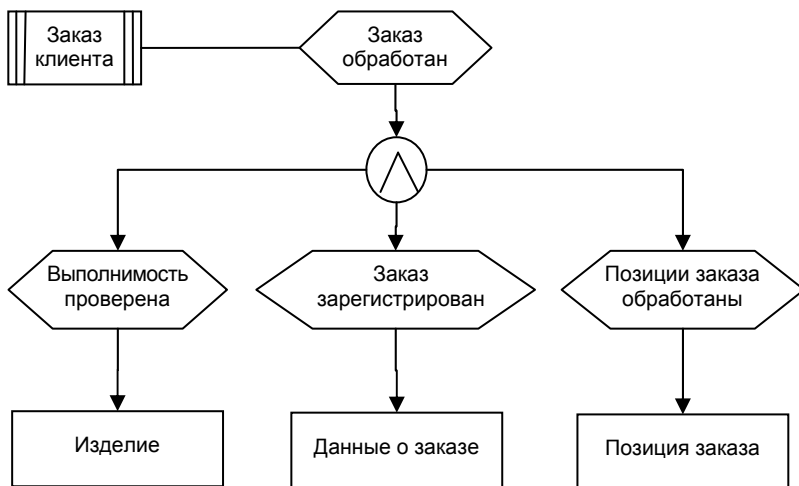 Заказ
клиента
Заказ
обработан
Выполнимость
проверена
Заказ
зарегистрирован
Позиции заказа
обработаны
Изделие
Данные о заказе
Позиция заказа